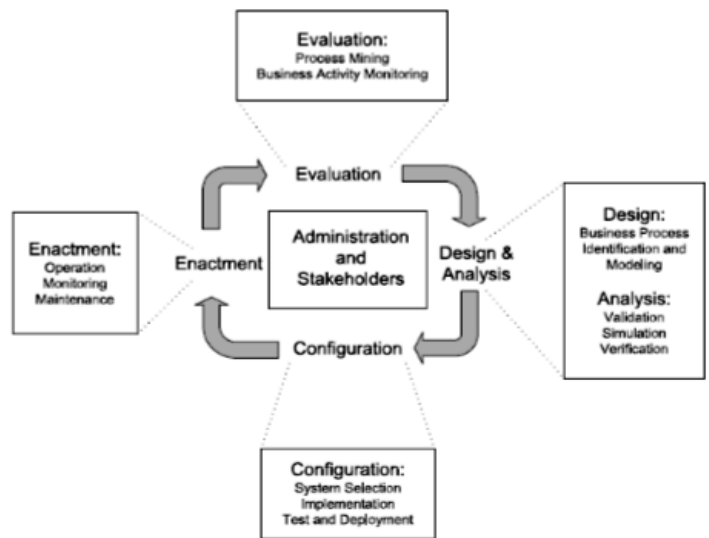 Evaluation:
Process Mining
Business Activity Monitoring
Evaluation
Enactment:
Operation
Monitoring
Maintenance
Enactment
Administration
and
Stakeholders
Design &
Analysis
Design:
Business Process
Identification and
Modeling
Analysis:
Validation
Simulation
Verification
Configuration
Configuration:
System Selection
Implementation
Test and Deployment